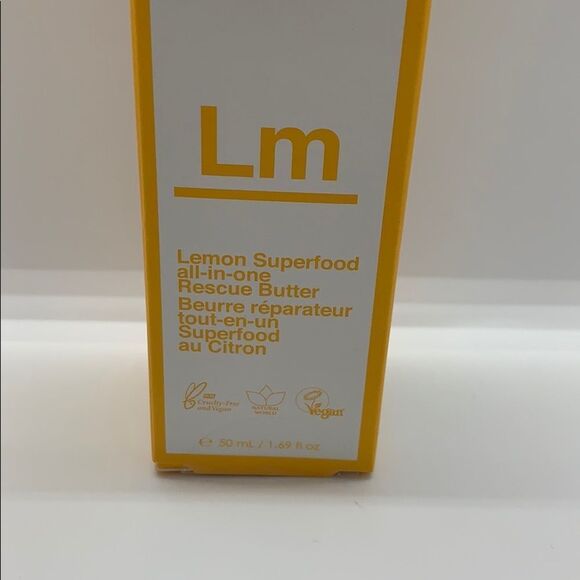 Lm
Lemon Superfood
all-in-one
Rescue Butter
Beurre réparateur
tout-en-un
Superfood
au Citron
Cruelty-Free
and Vegan
NATURAL
WORLD
Vegan
℮ 50 mL / 1.69 fl oz